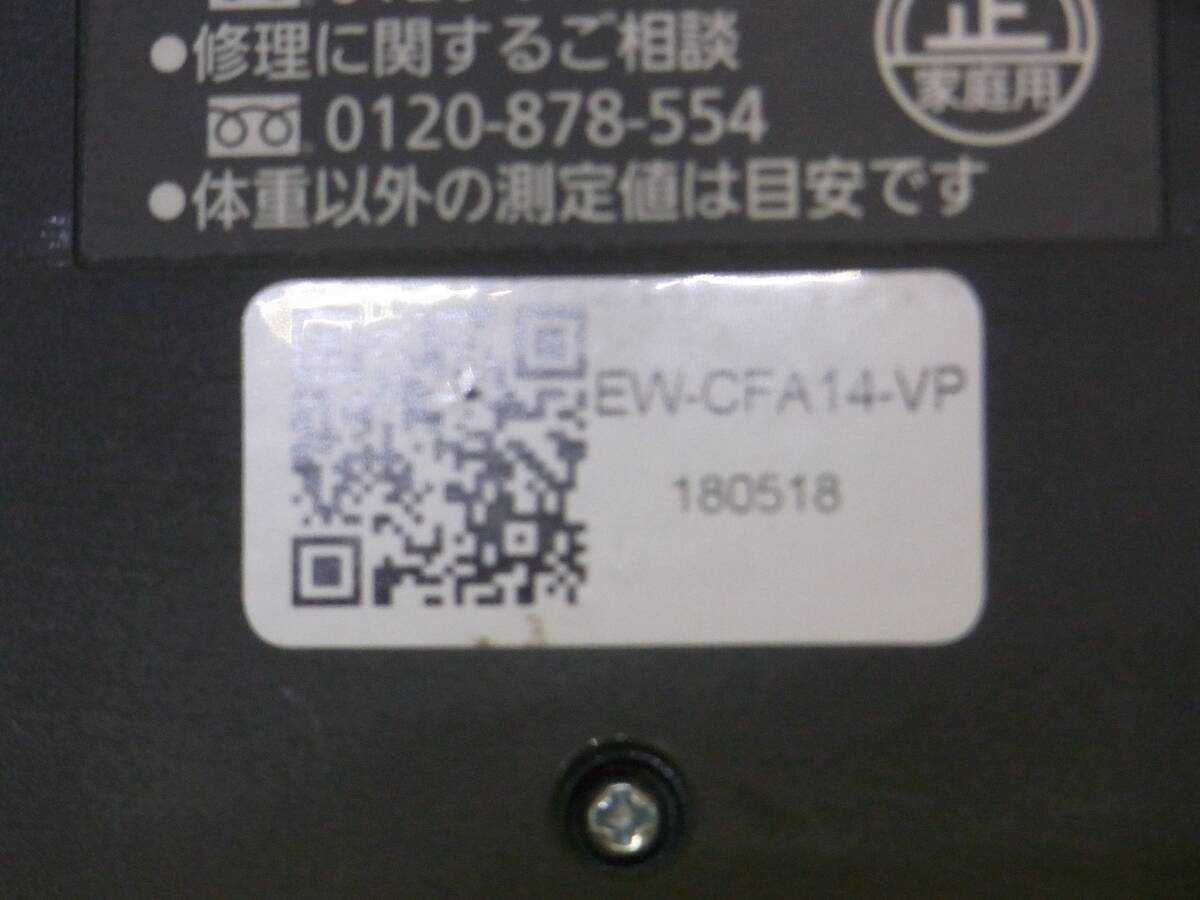 ●修理に関するご相談
0120-878-554
●体重以外の測定値は目安です
正
家庭用
EW-CFA14-VP
180518